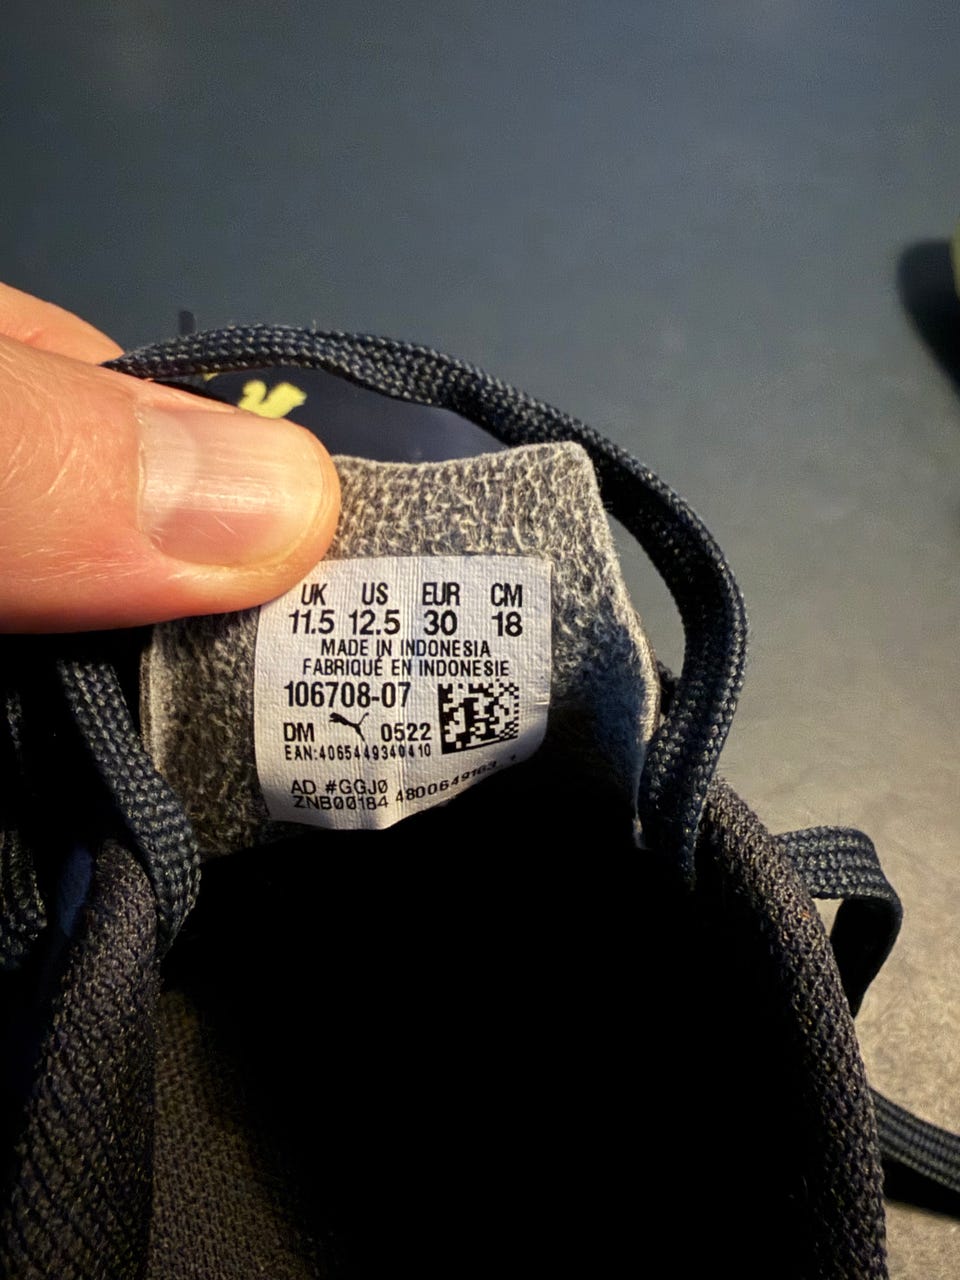 UK US EUR CM
11.5 12.5 30 18
MADE IN INDONESIA
FABRIQUÉ EN INDONESIE
106708-07
DM 0522
EAN:4065449340410
AD #GGJ0
ZNB00184 4800649163